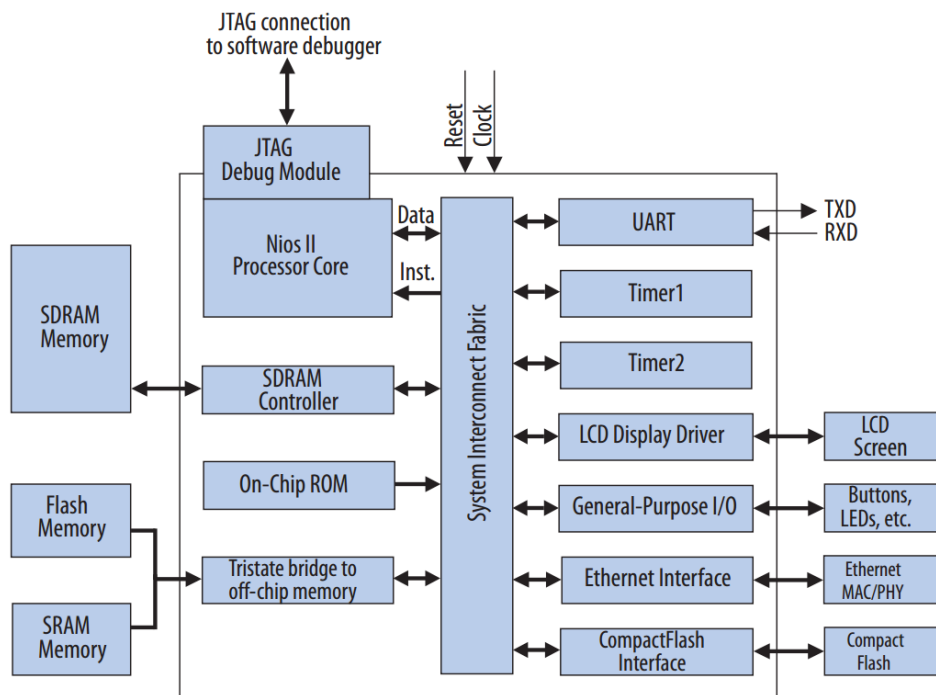 JTAG connection
to software debugger
Reset
Clock
JTAG
Debug Module
Nios II
Processor Core
Data
Inst.
System Interconnect Fabric
UART
TXD
RXD
Timer1
Timer2
SDRAM
Memory
SDRAM
Controller
LCD Display Driver
LCD
Screen
On-Chip ROM
General-Purpose I/O
Buttons,
LEDs, etc.
Flash
Memory
Tristate bridge to
off-chip memory
Ethernet Interface
Ethernet
MAC/PHY
SRAM
Memory
CompactFlash
Interface
Compact
Flash